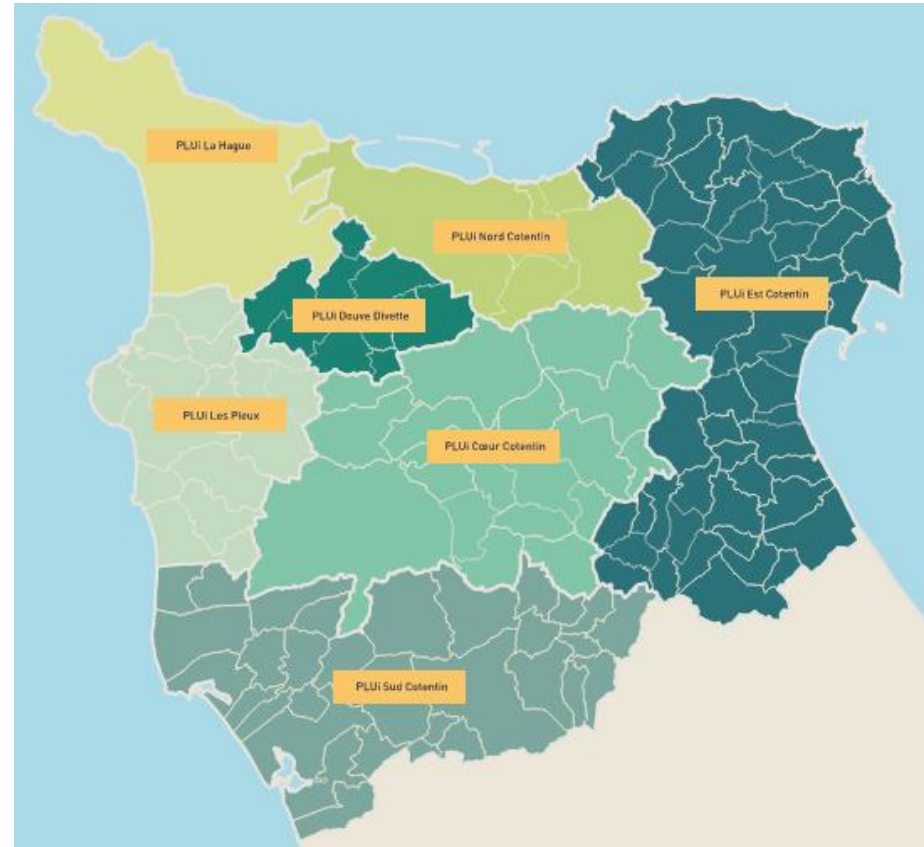 PLUi La Hague
PLUi Nord Cotentin
PLUi Est Cotentin
PLUi Douve Divette
PLUi Les Pieux
PLUi Cœur Cotentin
PLUi Sud Cotentin